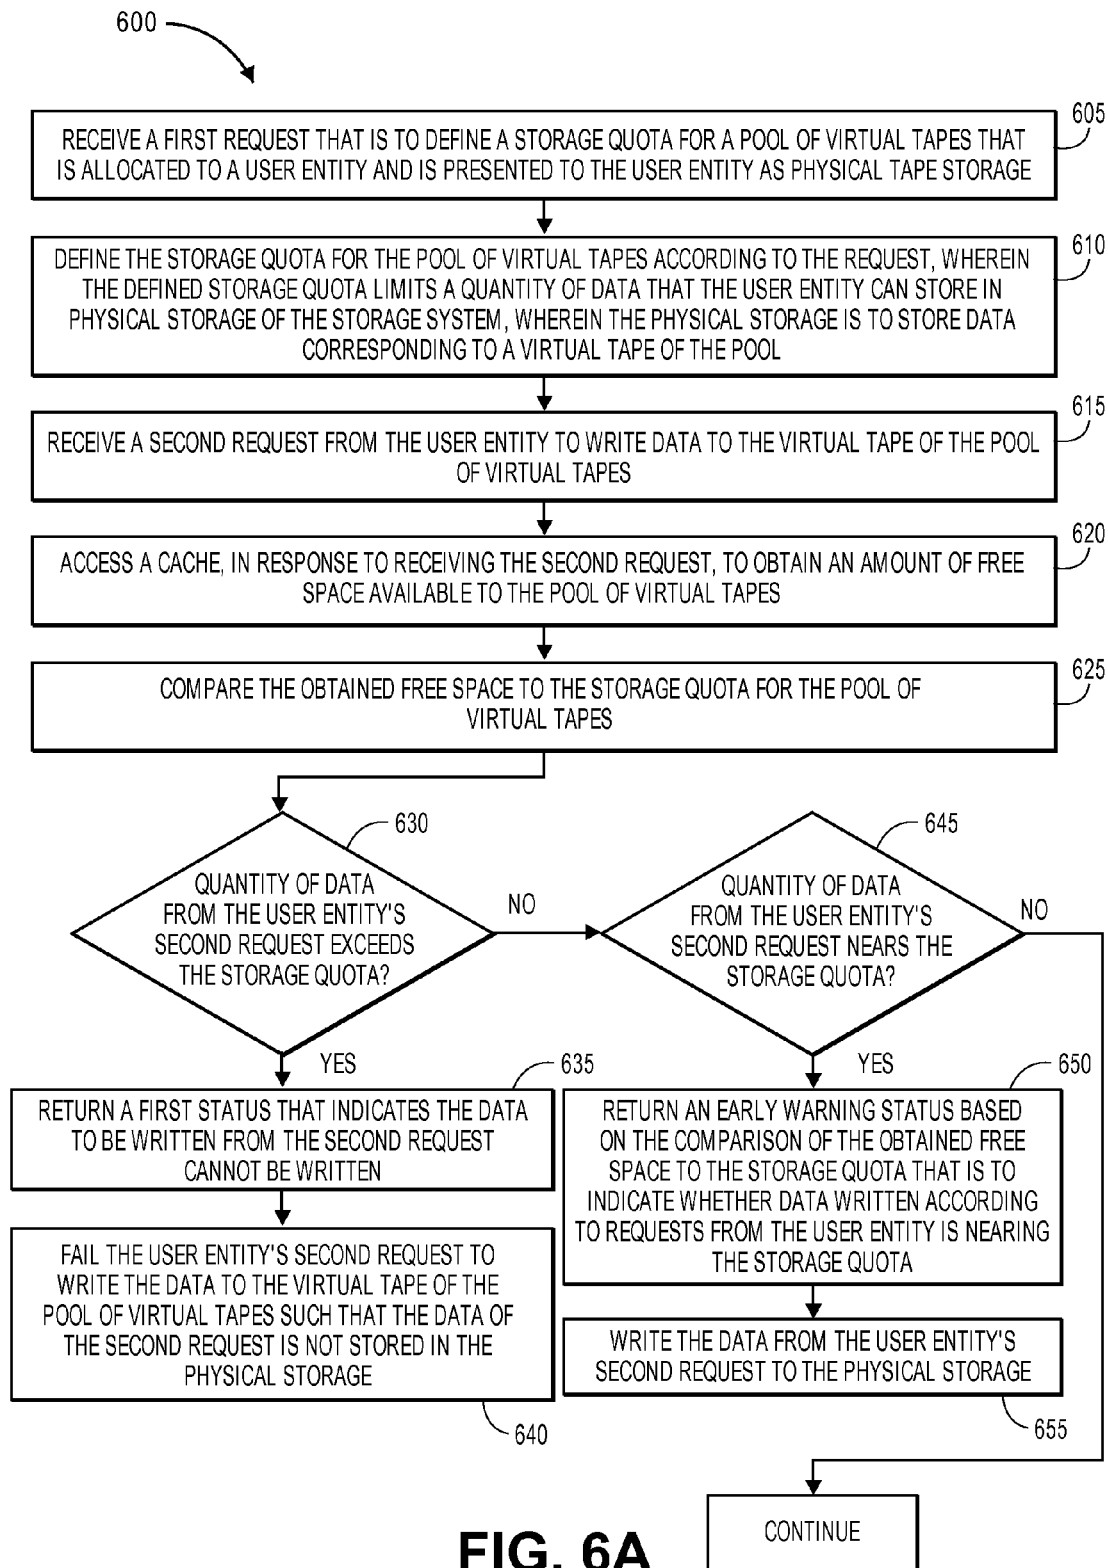 600
605
RECEIVE A FIRST REQUEST THAT IS TO DEFINE A STORAGE QUOTA FOR A POOL OF VIRTUAL TAPES THAT
IS ALLOCATED TO A USER ENTITY AND IS PRESENTED TO THE USER ENTITY AS PHYSICAL TAPE STORAGE
610
DEFINE THE STORAGE QUOTA FOR THE POOL OF VIRTUAL TAPES ACCORDING TO THE REQUEST, WHEREIN
THE DEFINED STORAGE QUOTA LIMITS A QUANTITY OF DATA THAT THE USER ENTITY CAN STORE IN
PHYSICAL STORAGE OF THE STORAGE SYSTEM, WHEREIN THE PHYSICAL STORAGE IS TO STORE DATA
CORRESPONDING TO A VIRTUAL TAPE OF THE POOL
615
RECEIVE A SECOND REQUEST FROM THE USER ENTITY TO WRITE DATA TO THE VIRTUAL TAPE OF THE POOL
OF VIRTUAL TAPES
620
ACCESS A CACHE, IN RESPONSE TO RECEIVING THE SECOND REQUEST, TO OBTAIN AN AMOUNT OF FREE
SPACE AVAILABLE TO THE POOL OF VIRTUAL TAPES
625
COMPARE THE OBTAINED FREE SPACE TO THE STORAGE QUOTA FOR THE POOL OF
VIRTUAL TAPES
630
QUANTITY OF DATA
FROM THE USER ENTITY'S
SECOND REQUEST EXCEEDS
THE STORAGE QUOTA?
NO
YES
645
QUANTITY OF DATA
FROM THE USER ENTITY'S
SECOND REQUEST NEARS THE
STORAGE QUOTA?
NO
YES
635
RETURN A FIRST STATUS THAT INDICATES THE DATA
TO BE WRITTEN FROM THE SECOND REQUEST
CANNOT BE WRITTEN
FAIL THE USER ENTITY'S SECOND REQUEST TO
WRITE THE DATA TO THE VIRTUAL TAPE OF THE
POOL OF VIRTUAL TAPES SUCH THAT THE DATA OF
THE SECOND REQUEST IS NOT STORED IN THE
PHYSICAL STORAGE
640
650
RETURN AN EARLY WARNING STATUS BASED
ON THE COMPARISON OF THE OBTAINED FREE
SPACE TO THE STORAGE QUOTA THAT IS TO
INDICATE WHETHER DATA WRITTEN ACCORDING
TO REQUESTS FROM THE USER ENTITY IS NEARING
THE STORAGE QUOTA
WRITE THE DATA FROM THE USER ENTITY'S
SECOND REQUEST TO THE PHYSICAL STORAGE
655
CONTINUE
FIG. 6A